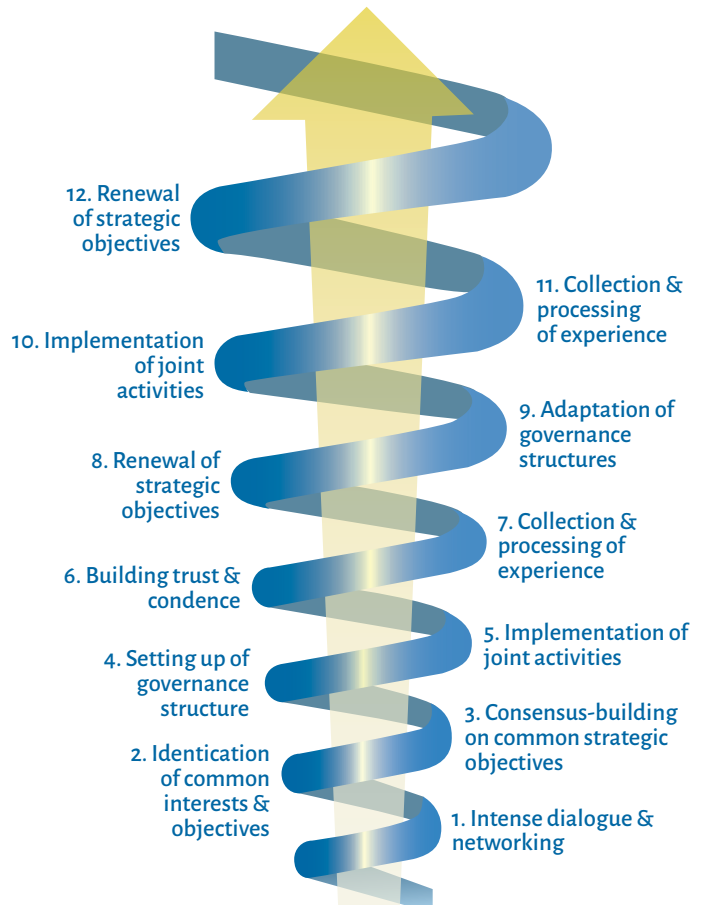 12. Renewal
of strategic
objectives
11. Collection &
processing
of experience
10. Implementation
of joint
activities
9. Adaptation of
governance
structures
8. Renewal of
strategic
objectives
7. Collection &
processing of
experience
6. Building trust &
condence
5. Implementation of
joint activities
4. Setting up of
governance
structure
3. Consensus-building
on common strategic
objectives
2. Identication
of common
interests &
objectives
1. Intense dialogue &
networking